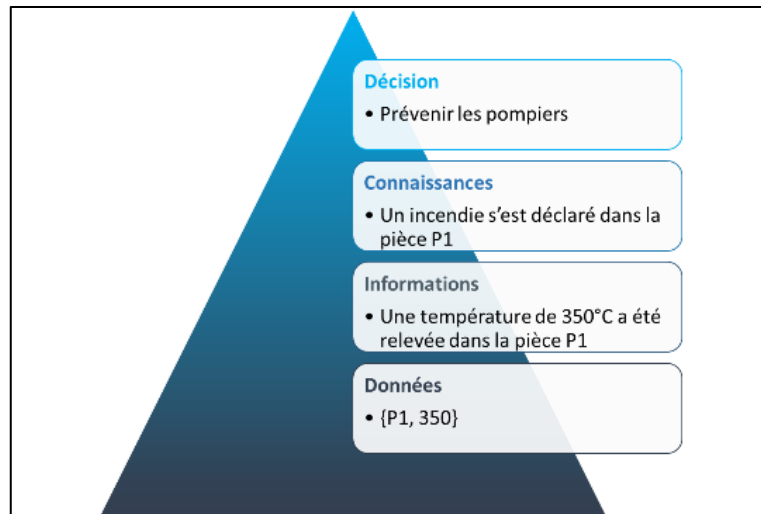 Décision
• Prévenir les pompiers
Connaissances
• Un incendie s'est déclaré dans la
pièce P1
Informations
• Une température de 350°C a été
relevée dans la pièce P1
Données
• {P1, 350}